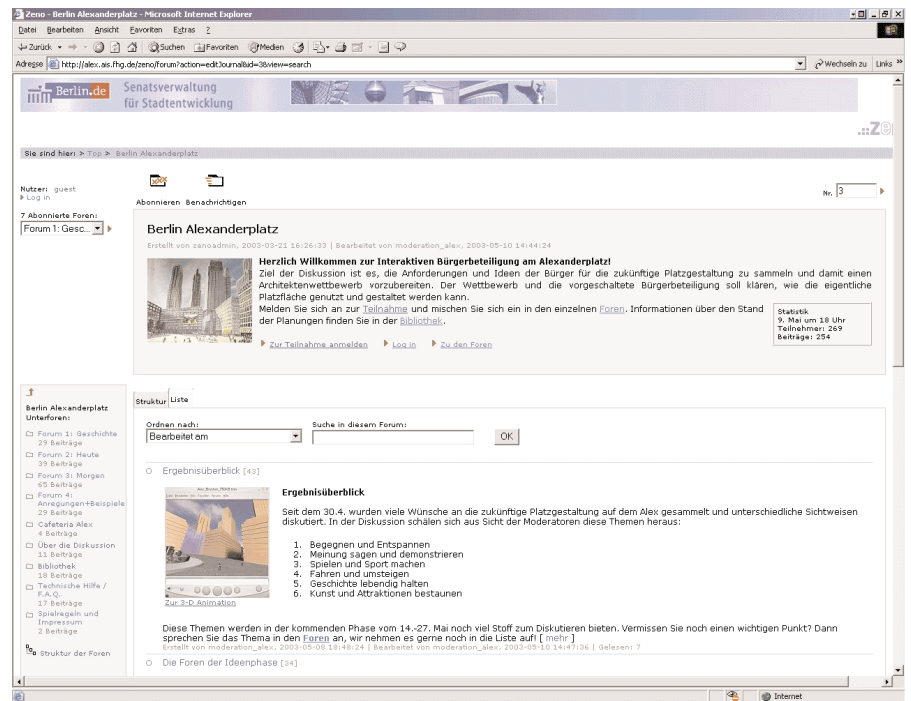 Zeno - Berlin Alexanderplatz - Microsoft Internet Explorer
Datei Bearbeiten Ansicht Favoriten Extras ?
Zurück Suchen Favoriten Medien
Adresse http://alex.ais.fhg.de/zeno/forum?action=editJournal&id=3&view=search Wechseln zu Links »
Berlin.de Senatsverwaltung
für Stadtentwicklung
.::Ze
Sie sind hier: > Top > Berlin Alexanderplatz
Nutzer: guest
Log in
Abonnieren Benachrichtigen
Nr. 3
7 Abonnierte Foren:
Forum 1: Gesc...
Berlin Alexanderplatz
Erstellt von zenoadmin, 2003-03-21 16:26:33 | Bearbeitet von moderation_alex, 2003-05-10 14:44:24
Herzlich Willkommen zur Interaktiven Bürgerbeteiligung am Alexanderplatz!
Ziel der Diskussion ist es, die Anforderungen und Ideen der Bürger für die zukünftige Platzgestaltung zu sammeln und damit einen
Architektenwettbewerb vorzubereiten. Der Wettbewerb und die vorgeschaltete Bürgerbeteiligung soll klären, wie die eigentliche
Platzfläche genutzt und gestaltet werden kann.
Melden Sie sich an zur Teilnahme und mischen Sie sich ein in den einzelnen Foren. Informationen über den Stand
der Planungen finden Sie in der Bibliothek.
Zur Teilnahme anmelden Log in Zu den Foren
Statistik
9. Mai um 18 Uhr
Teilnehmer: 269
Beiträge: 254
Berlin Alexanderplatz
Unterforen:
Forum 1: Geschichte
29 Beiträge
Forum 2: Heute
39 Beiträge
Forum 3: Morgen
65 Beiträge
Forum 4:
Anregungen+Beispiele
29 Beiträge
Cafeteria Alex
4 Beiträge
Über die Diskussion
11 Beiträge
Bibliothek
18 Beiträge
Technische Hilfe /
F.A.Q.
17 Beiträge
Spielregeln und
Impressum
2 Beiträge
Struktur der Foren
Struktur Liste
Ordnen nach: Suche in diesem Forum:
Bearbeitet am OK
Ergebnisüberblick [43]
Ergebnisüberblick
Seit dem 30.4. wurden viele Wünsche an die zukünftige Platzgestaltung auf dem Alex gesammelt und unterschiedliche Sichtweisen
diskutiert. In der Diskussion schälen sich aus Sicht der Moderatoren diese Themen heraus:
1. Begegnen und Entspannen
2. Meinung sagen und demonstrieren
3. Spielen und Sport machen
4. Fahren und umsteigen
5. Geschichte lebendig halten
6. Kunst und Attraktionen bestaunen
Zur 3-D Animation
Diese Themen werden in der kommenden Phase vom 14.-27. Mai noch viel Stoff zum Diskutieren bieten. Vermissen Sie noch einen wichtigen Punkt? Dann
sprechen Sie das Thema in den Foren an, wir nehmen es gerne noch in die Liste auf! [ mehr ]
Erstellt von moderation_alex, 2003-05-08 18:48:24 | Bearbeitet von moderation_alex, 2003-05-10 14:47:36 | Gelesen: 7
Die Foren der Ideenphase [34]
Internet